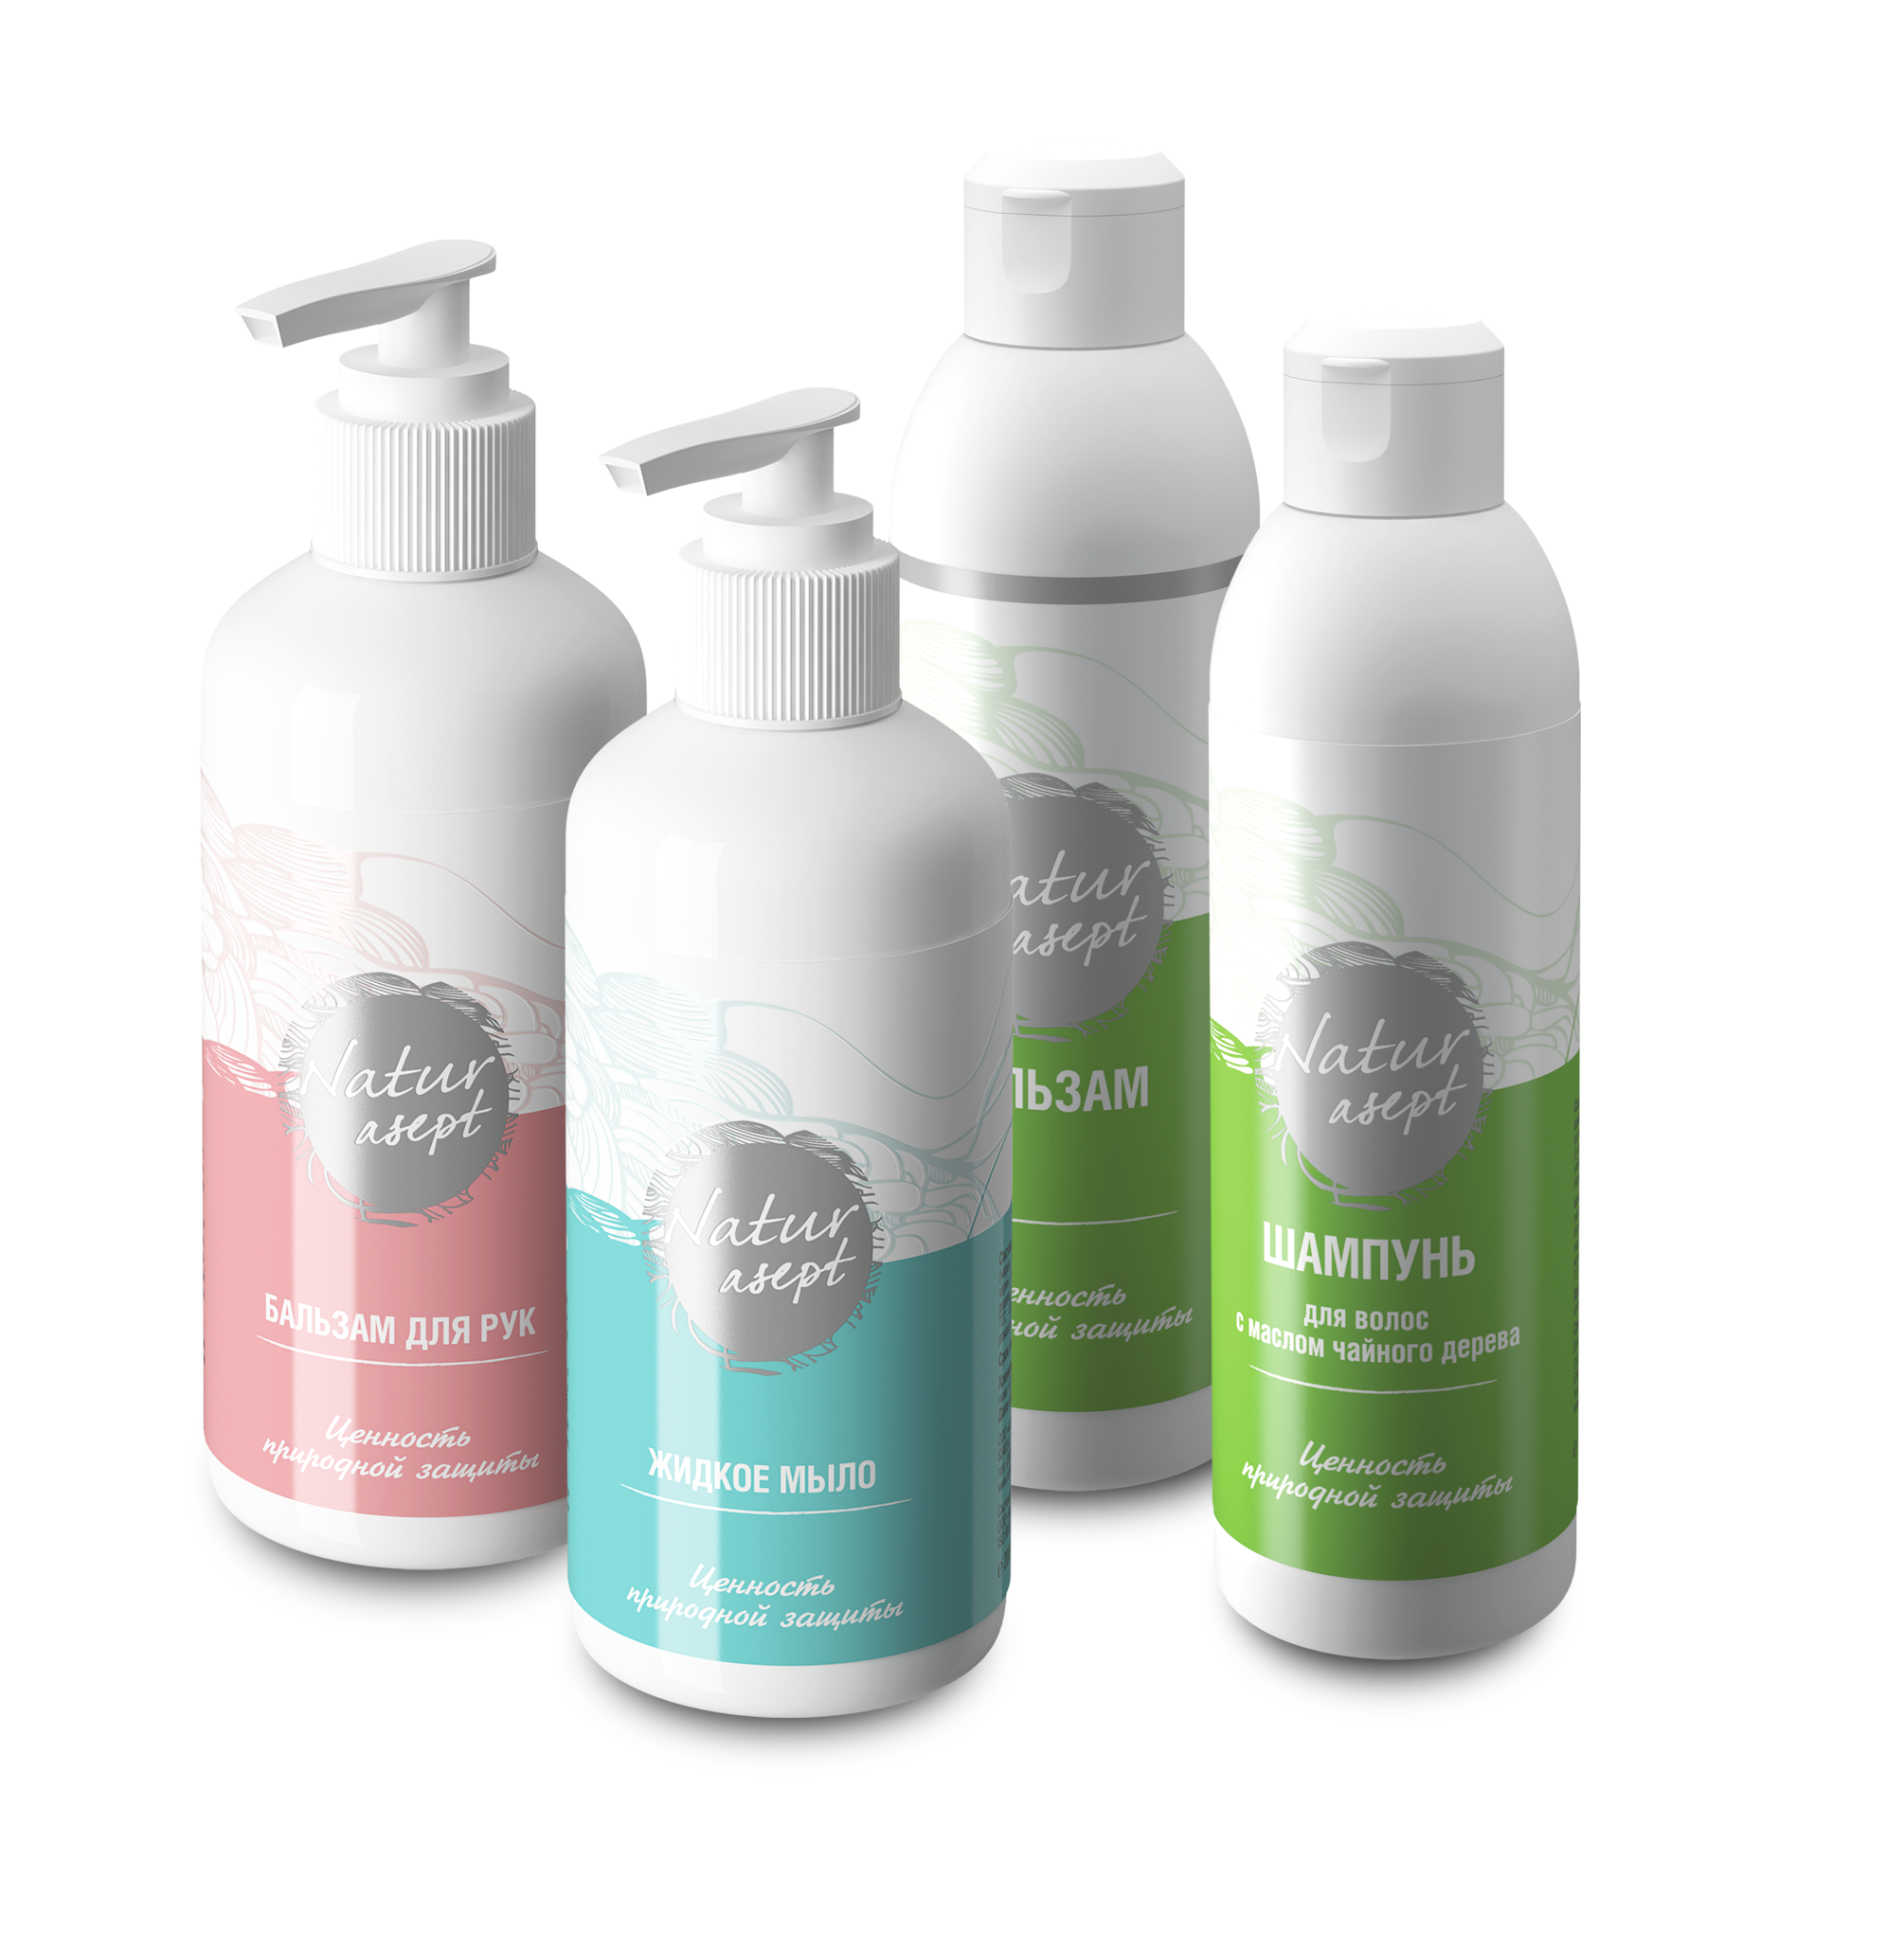 Natur
asept
БАЛЬЗАМ ДЛЯ РУК
Ценность
природной защиты
Natur
asept
ЖИДКОЕ МЫЛО
Ценность
природной защиты
atur
asept
ЛЬЗАМ
енность
ной защиты
Natur
asept
ШАМПУНЬ
для волос
с маслом чайного дерева
Ценность
природной защиты